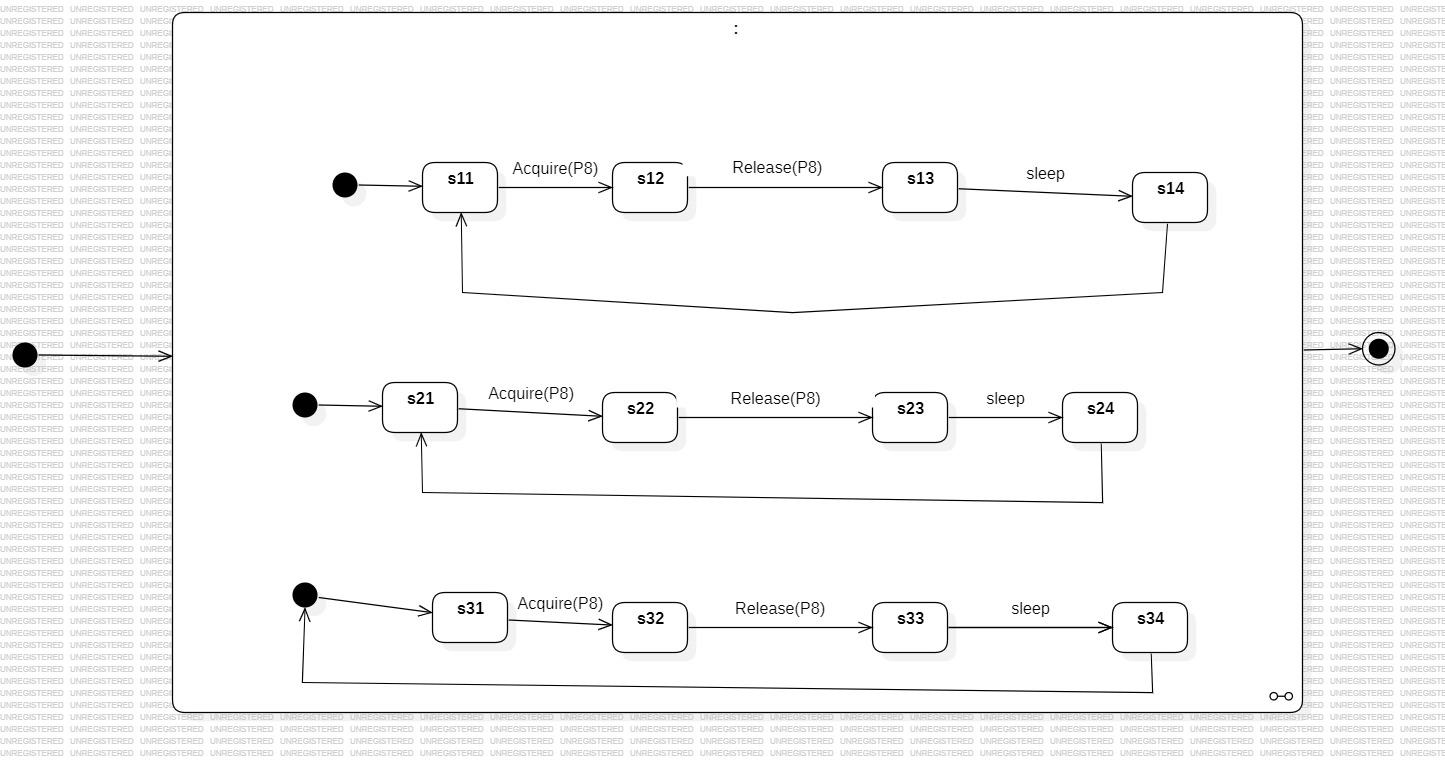 :
s11
Acquire(P8)
s12
Release(P8)
s13
sleep
s14
s21
Acquire(P8)
s22
Release(P8)
s23
sleep
s24
s31
Acquire(P8)
s32
Release(P8)
s33
sleep
s34
UNREGISTERED